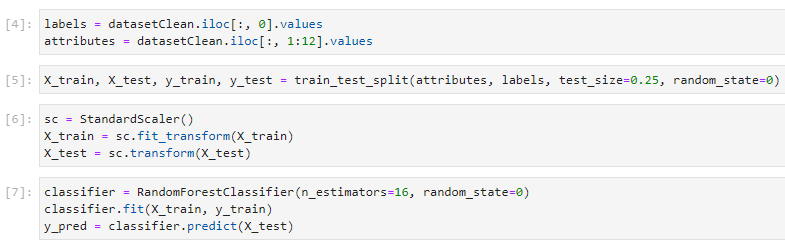 [4]: labels = datasetClean.iloc[:, 0].values
attributes = datasetClean.iloc[:, 1:12].values
[5]: X_train, X_test, y_train, y_test = train_test_split(attributes, labels, test_size=0.25, random_state=0)
[6]: sc = StandardScaler()
X_train = sc.fit_transform(X_train)
X_test = sc.transform(X_test)
[7]: classifier = RandomForestClassifier(n_estimators=16, random_state=0)
classifier.fit(X_train, y_train)
y_pred = classifier.predict(X_test)